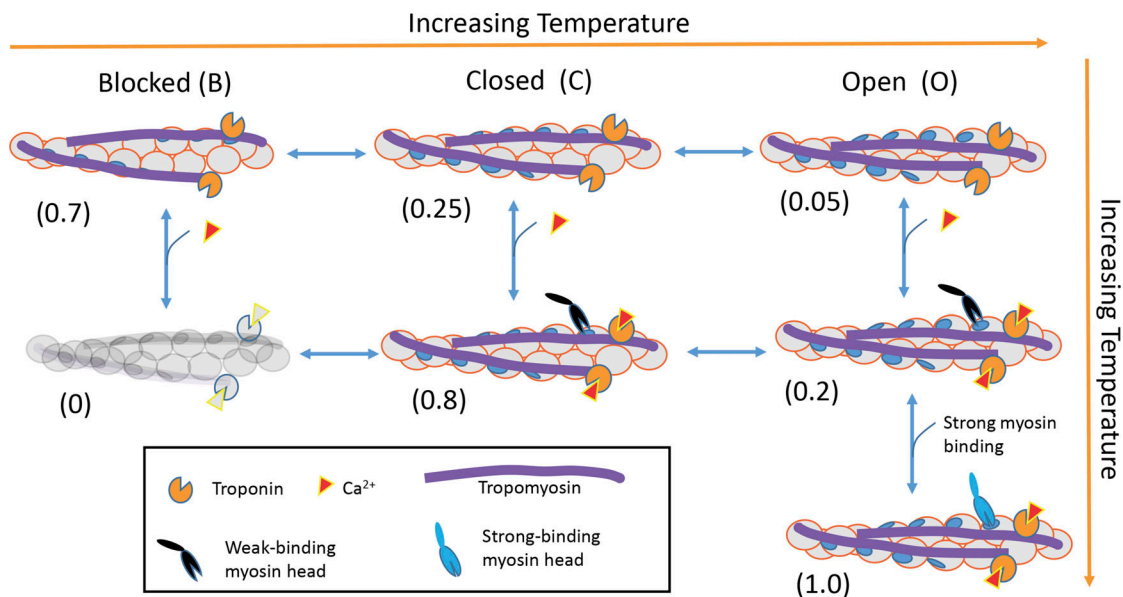 Increasing Temperature
Blocked (B)
Closed (C)
Open (O)
(0.7)
(0.25)
(0.05)
(0)
(0.8)
(0.2)
Strong myosin
binding
(1.0)
Troponin
Ca²⁺
Tropomyosin
Weak-binding
myosin head
Strong-binding
myosin head
Increasing Temperature